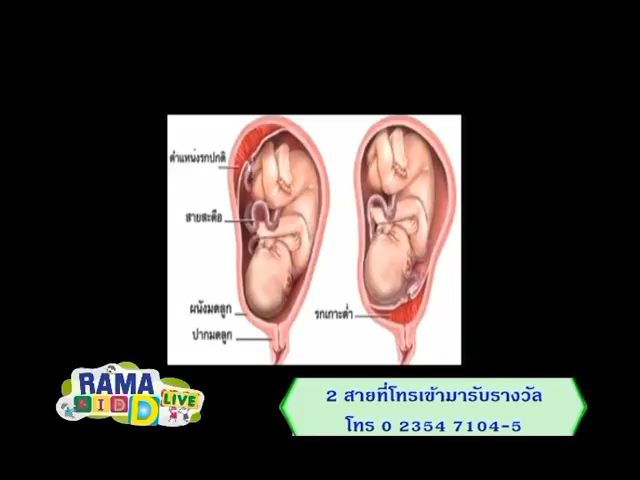 ตำแหน่งรกปกติ
สายสะดือ
ผนังมดลูก
ปากมดลูก
รกเกาะต่ำ
RAMA
KIDD LIVE
2 สายที่โทรเข้ามารับรางวัล
โทร 0 2354 7104-5